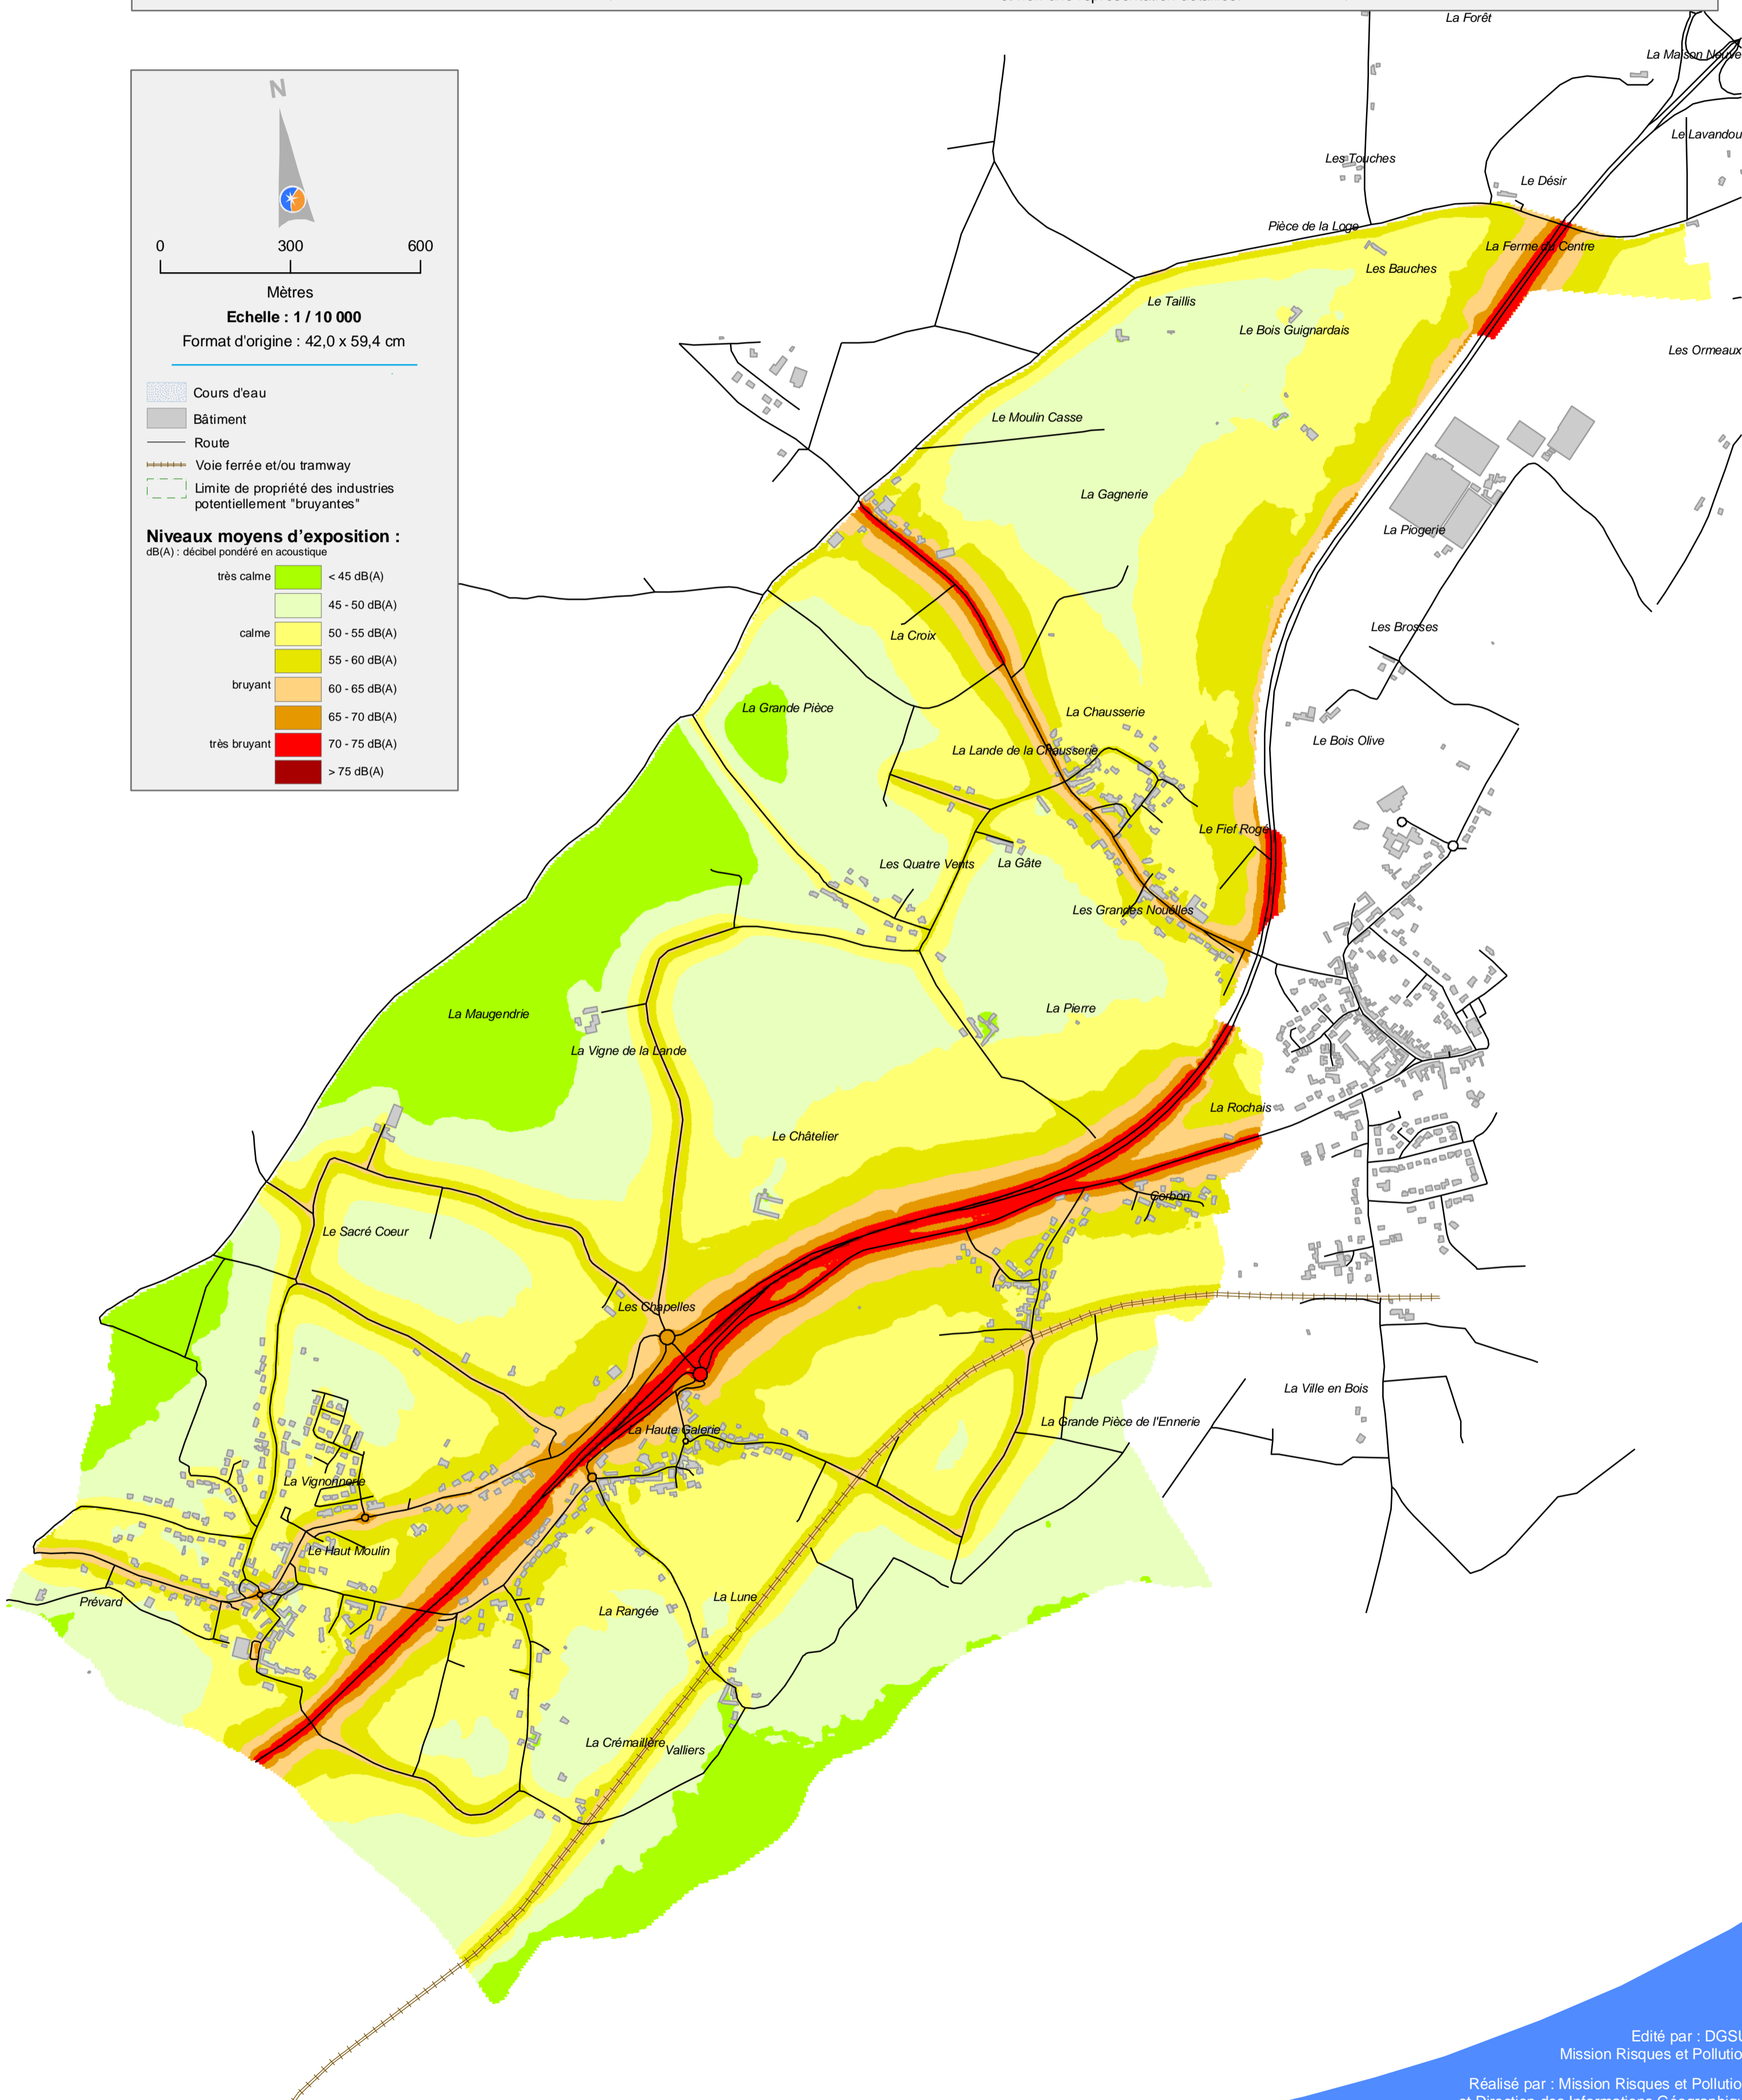 La Forêt
La Maison Neuve
N
Le Lavandou
Les Touches
Le Désir
Pièce de la Loge
0 300 600
La Ferme du Centre
Les Bauches
Mètres
Le Taillis
Echelle : 1 / 10 000
Le Bois Guignardais
Format d'origine : 42,0 x 59,4 cm
Les Ormeaux
Cours d'eau
Bâtiment
Le Moulin Casse
Route
Voie ferrée et/ou tramway
Limite de propriété des industries
potentiellement "bruyantes"
La Gagnerie
La Piogerie
Niveaux moyens d'exposition :
dB(A) : décibel pondéré en acoustique
très calme < 45 dB(A)
45 - 50 dB(A)
calme 50 - 55 dB(A)
55 - 60 dB(A)
bruyant 60 - 65 dB(A)
65 - 70 dB(A)
très bruyant 70 - 75 dB(A)
> 75 dB(A)
La Croix
Les Brosses
La Grande Pièce
La Chausserie
Le Bois Olive
La Lande de la Chausserie
Le Fief Rogé
Les Quatre Vents
La Gâte
Les Grandes Nouëlles
La Maugendrie
La Pierre
La Vigne de la Lande
La Rochais
Le Châtelier
Corbon
Le Sacré Coeur
Les Chapelles
La Ville en Bois
La Grande Pièce de l'Ennerie
La Haute Galerie
La Vignonnerie
Le Haut Moulin
Prévard
La Lune
La Rangée
La Crémaillère
Valliers
Edité par : DGSU
Mission Risques et Pollutio
Réalisé par : Mission Risques et Pollutio